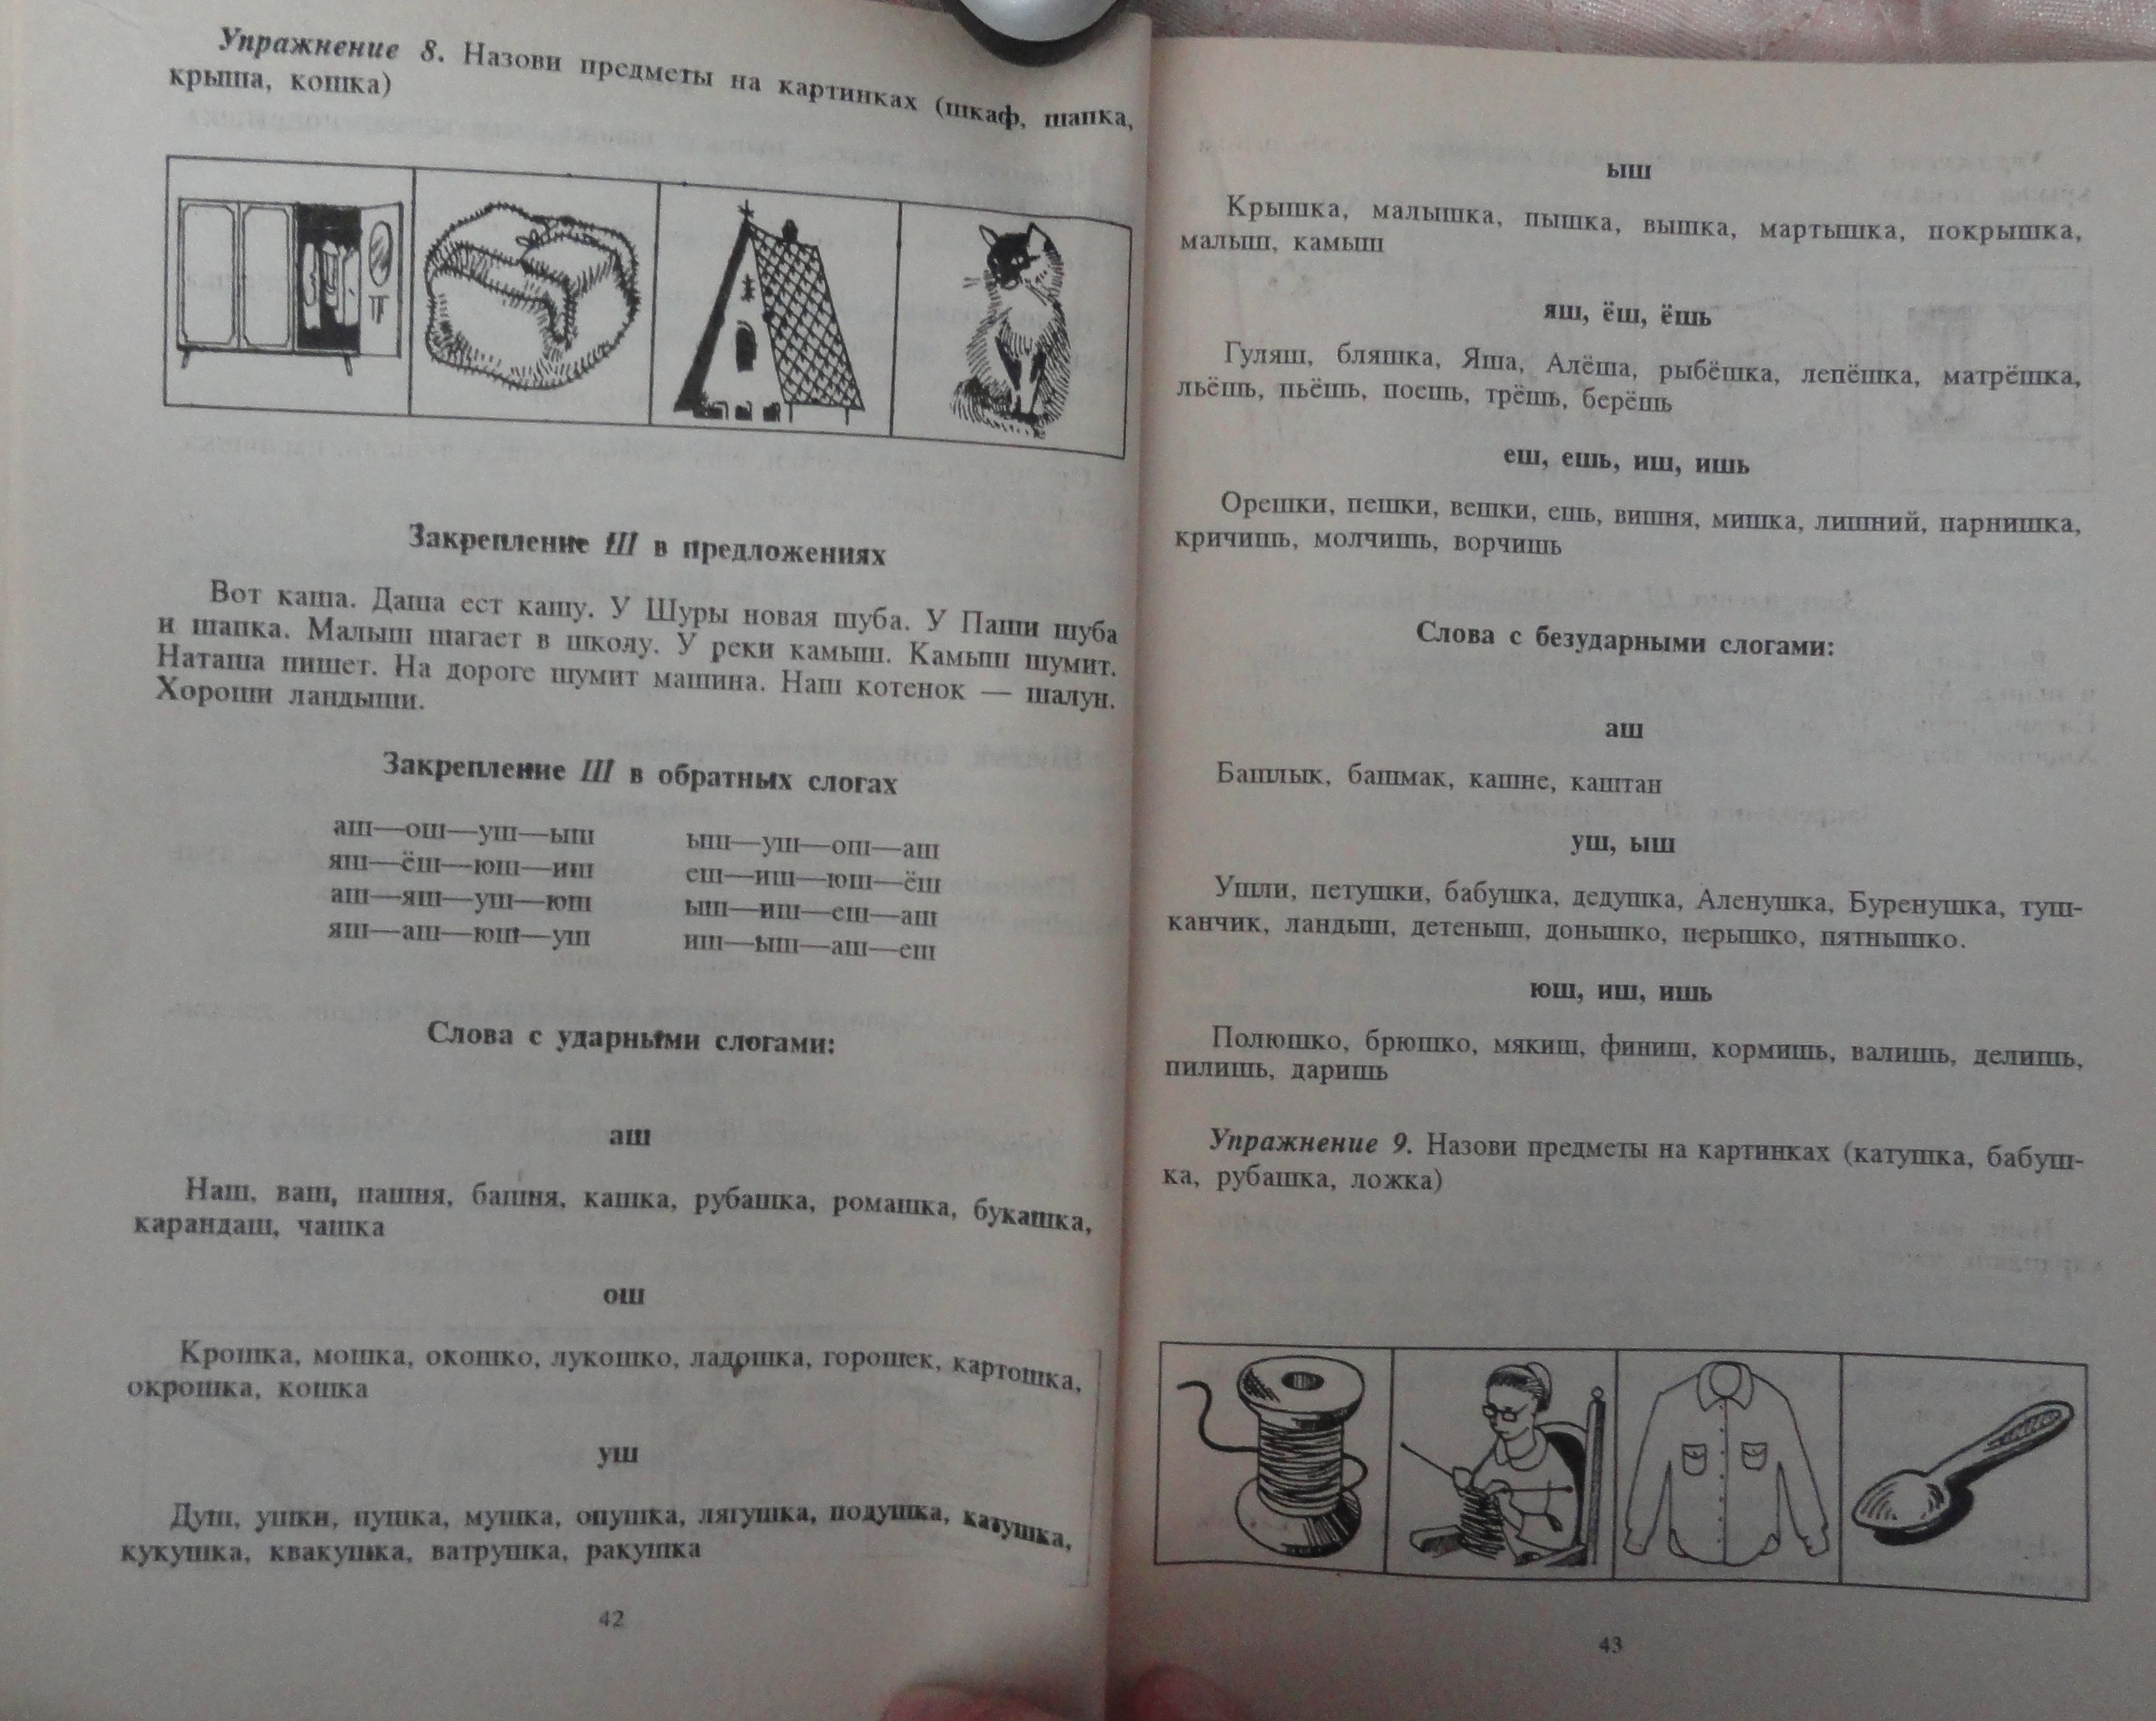 Упражнение 8. Назови предметы на картинках (шкаф, шапка,
крыша, кошка)
Закрепление Ш в предложениях
Вот каша. Даша ест кашу. У Шуры новая шуба. У Паши шуба
и шапка. Малыш шагает в школу. У реки камыш. Камыш шумит.
Наташа пишет. На дороге шумит машина. Наш котенок — шалун.
Хороши ландыши.
Закрепление Ш в обратных слогах
аш—ош—уш—ыш ыш—уш—ош—аш
яш—ёш—юш—иш еш—иш—юш—ёш
аш—яш—уш—юш ыш—иш—еш—аш
яш—аш—юш—уш иш—ыш—аш—еш
Слова с ударными слогами:
аш
Наш, ваш, пашня, башня, кашка, рубашка, ромашка, букашка,
карандаш, чашка
ош
Крошка, мошка, окошко, лукошко, ладошка, горошек, картошка,
окрошка, кошка
уш
Душ, ушки, пушка, мушка, опушка, лягушка, подушка, катушка,
кукушка, квакушка, ватрушка, ракушка
42
ыш
Крышка, малышка, пышка, вышка, мартышка, покрышка,
малыш, камыш
яш, ёш, ёшь
Гуляш, бляшка, Яша, Алёша, рыбёшка, лепёшка, матрёшка,
льёшь, пьёшь, поешь, трёшь, берёшь
еш, ешь, иш, ишь
Орешки, пешки, вешки, ешь, вишня, мишка, лишний, парнишка,
кричишь, молчишь, ворчишь
Слова с безударными слогами:
аш
Башлык, башмак, кашне, каштан
уш, ыш
Ушли, петушки, бабушка, дедушка, Аленушка, Буренушка, туш-
канчик, ландыш, детеныш, донышко, перышко, пятнышко.
юш, иш, ишь
Полюшко, брюшко, мякиш, финиш, кормишь, валишь, делишь,
пилишь, даришь
Упражнение 9. Назови предметы на картинках (катушка, бабуш-
ка, рубашка, ложка)
43